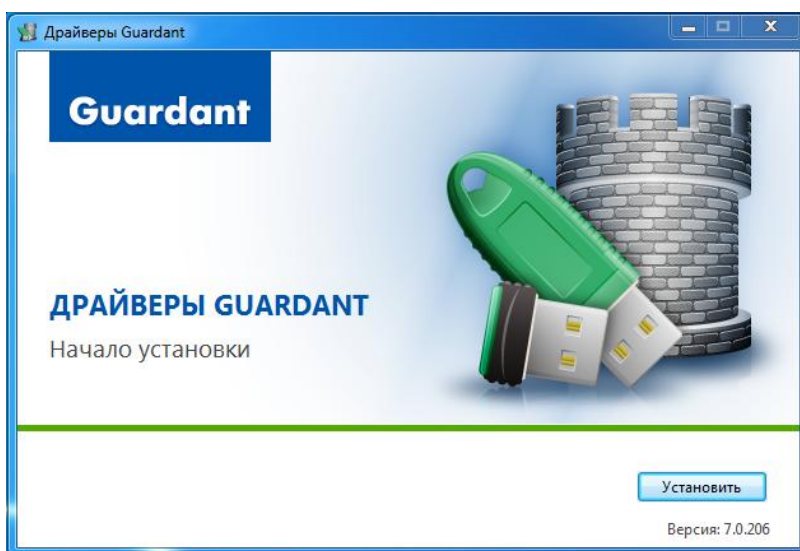 Драйверы Guardant
Guardant
ДРАЙВЕРЫ GUARDANT
Начало установки
Установить
Версия: 7.0.206